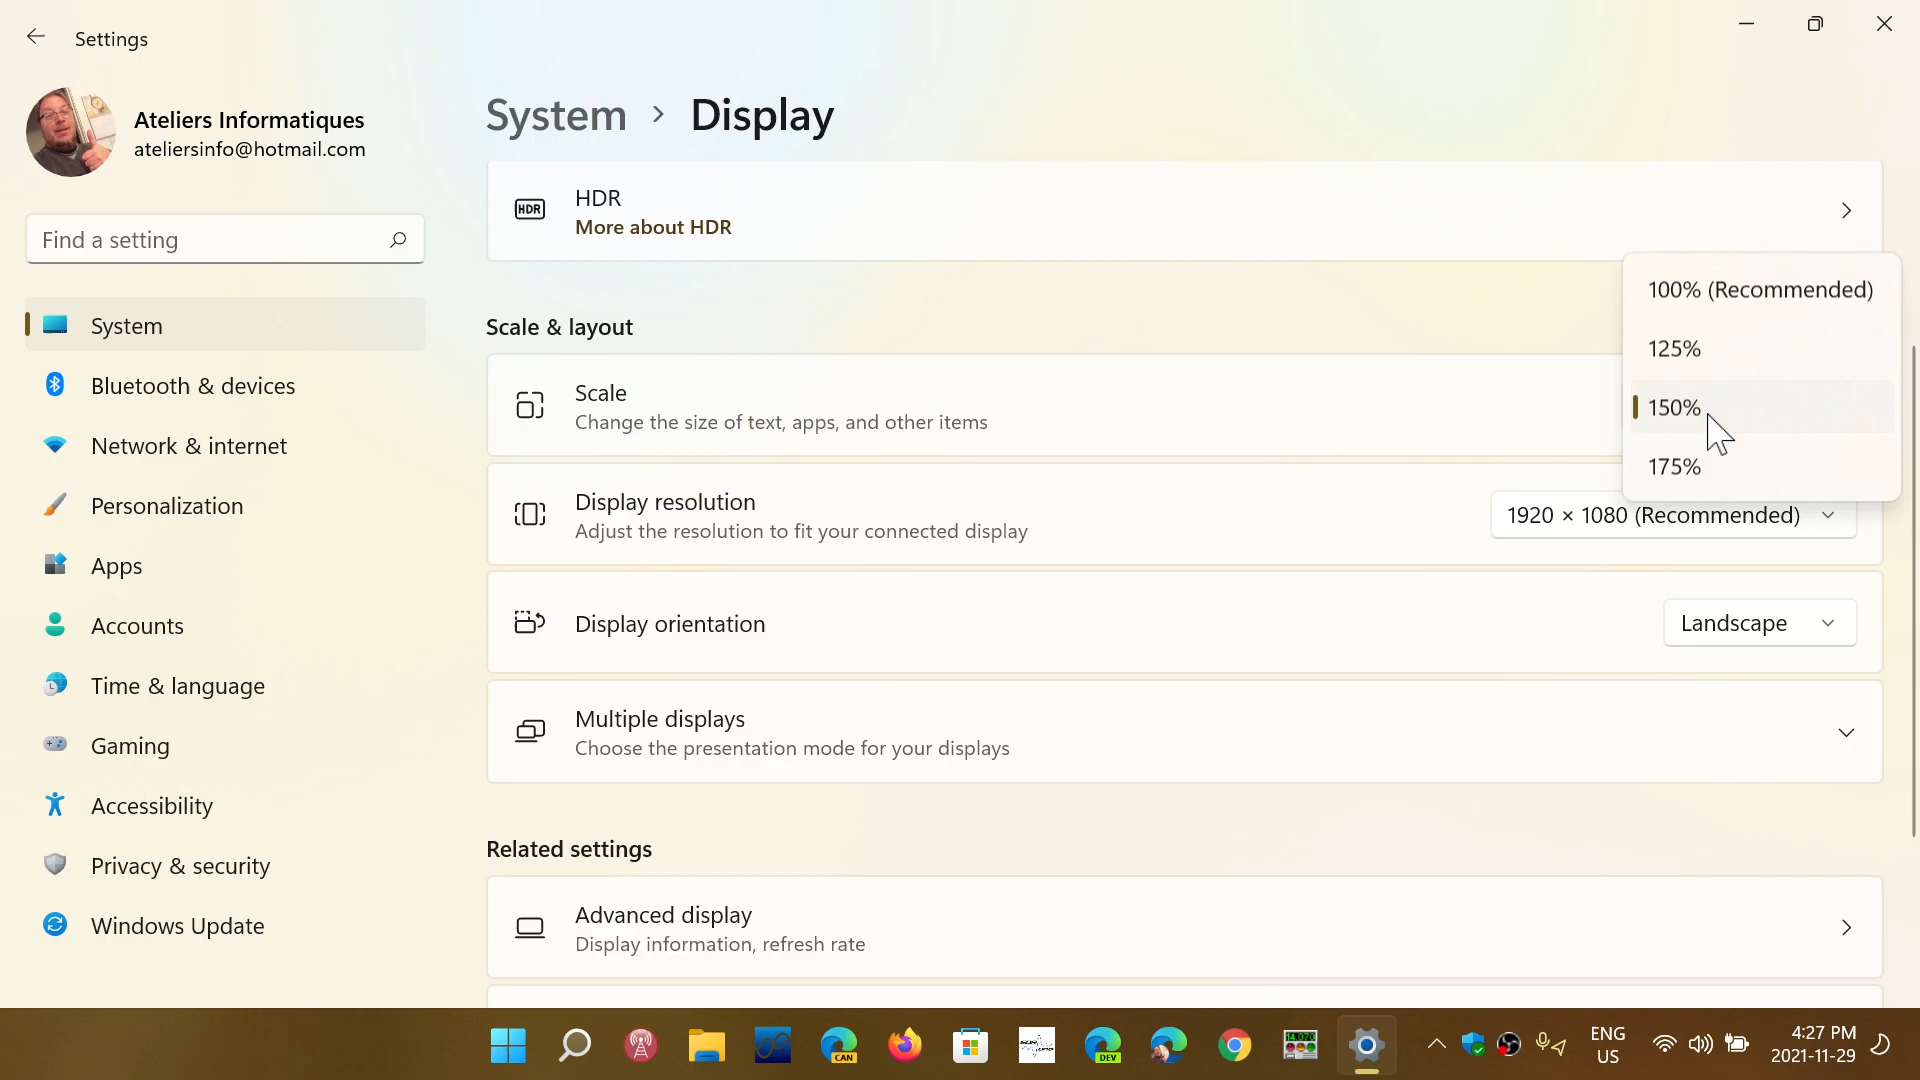 Settings
Ateliers Informatiques
ateliersinfo@hotmail.com
Find a setting
System
Bluetooth & devices
Network & internet
Personalization
Apps
Accounts
Time & language
Gaming
Accessibility
Privacy & security
Windows Update
System > Display
HDR
HDR
More about HDR
Scale & layout
Scale
Change the size of text, apps, and other items
100% (Recommended)
125%
150%
175%
Display resolution
Adjust the resolution to fit your connected display
1920 × 1080 (Recommended)
Display orientation
Landscape
Multiple displays
Choose the presentation mode for your displays
Related settings
Advanced display
Display information, refresh rate
CAN
DEV
ENG
US
4:27 PM
2021-11-29